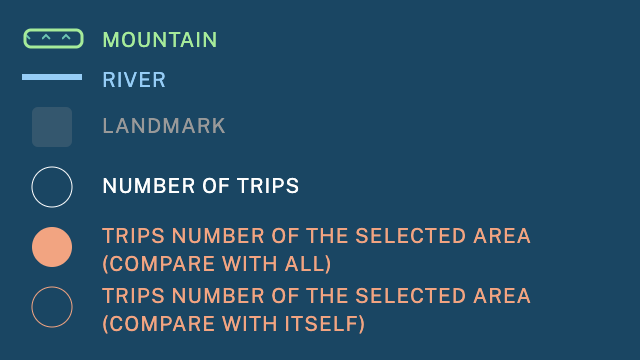 MOUNTAIN
RIVER
LANDMARK
NUMBER OF TRIPS
TRIPS NUMBER OF THE SELECTED AREA
(COMPARE WITH ALL)
TRIPS NUMBER OF THE SELECTED AREA
(COMPARE WITH ITSELF)